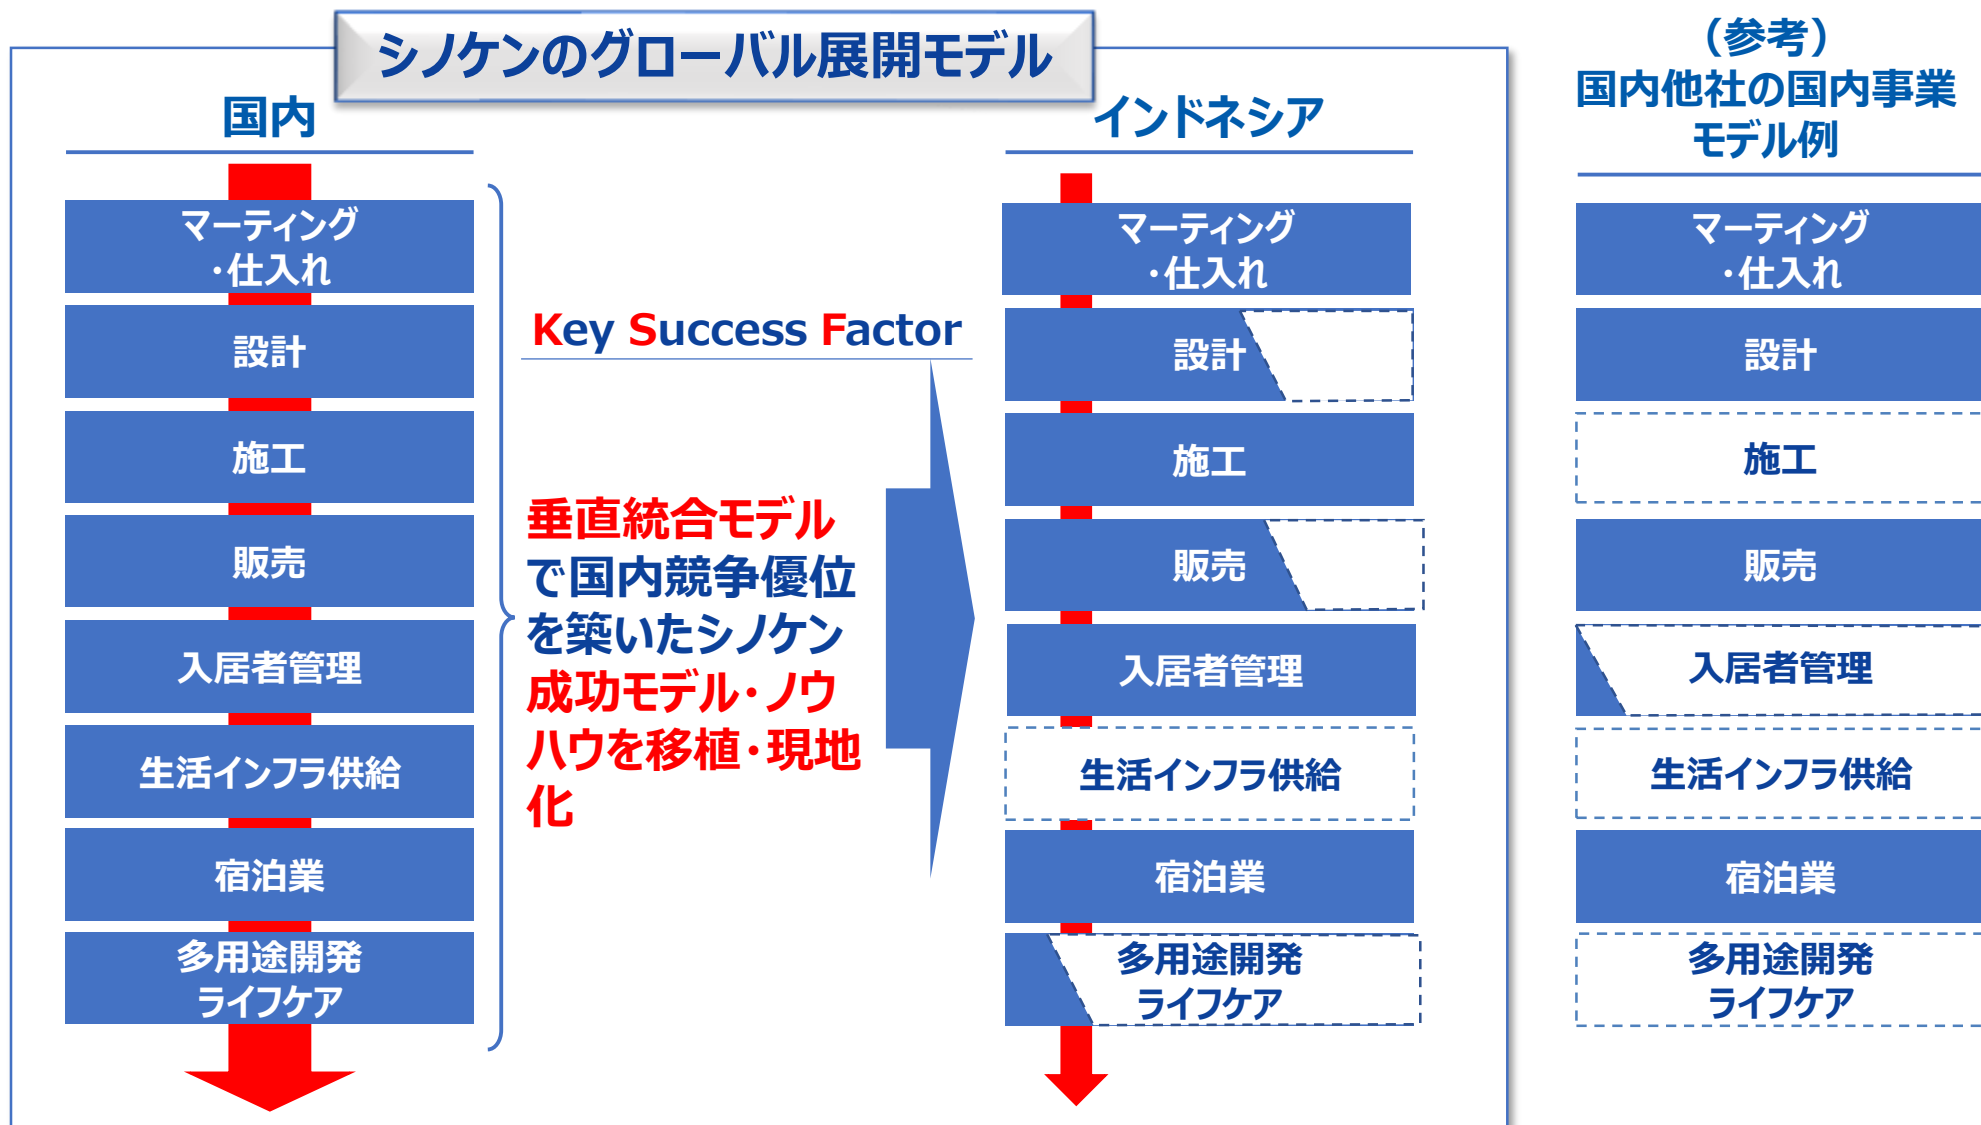 シノケンのグローバル展開モデル
国内
マーティング
・仕入れ
設計
施工
販売
入居者管理
生活インフラ供給
宿泊業
多用途開発
ライフケア
Key Success Factor
垂直統合モデル
で国内競争優位
を築いたシノケン
成功モデル・ノウ
ハウを移植・現地
化
インドネシア
マーティング
・仕入れ
設計
施工
販売
入居者管理
生活インフラ供給
宿泊業
多用途開発
ライフケア
（参考）
国内他社の国内事業
モデル例
マーティング
・仕入れ
設計
施工
販売
入居者管理
生活インフラ供給
宿泊業
多用途開発
ライフケア